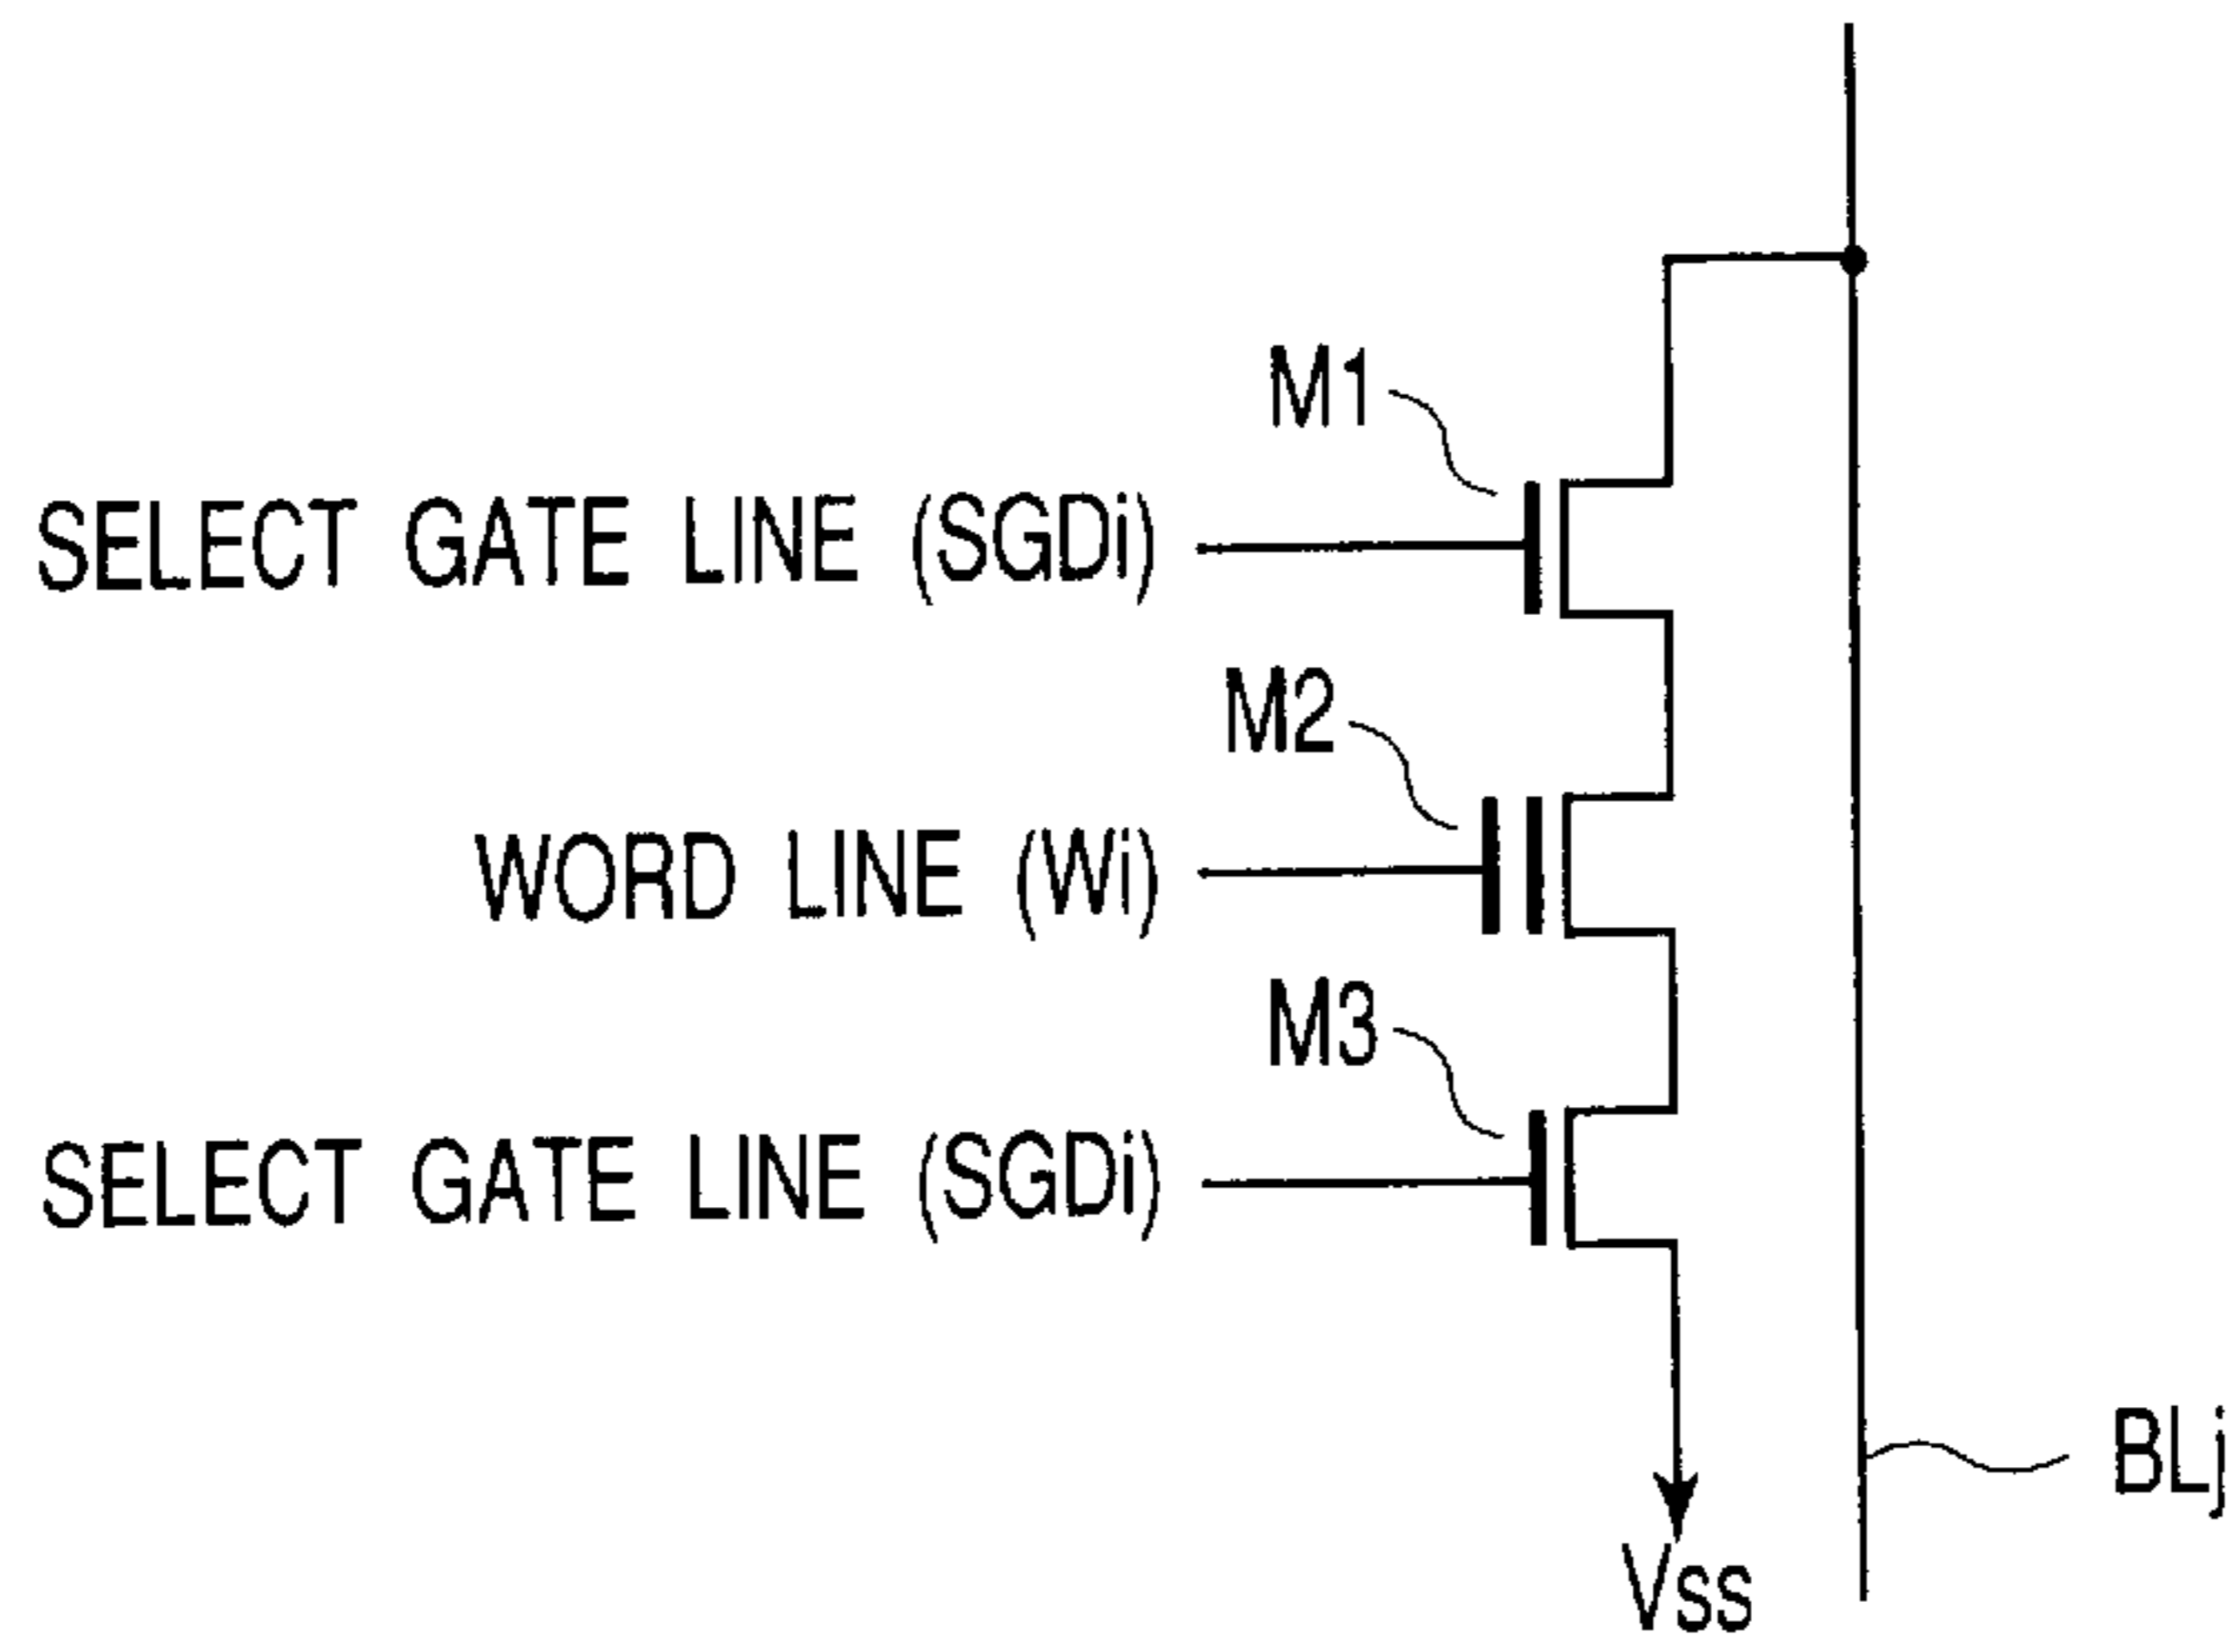 M1
SELECT GATE LINE (SGDi)
M2
WORD LINE (Wi)
M3
SELECT GATE LINE (SGDi)
BLj
Vss